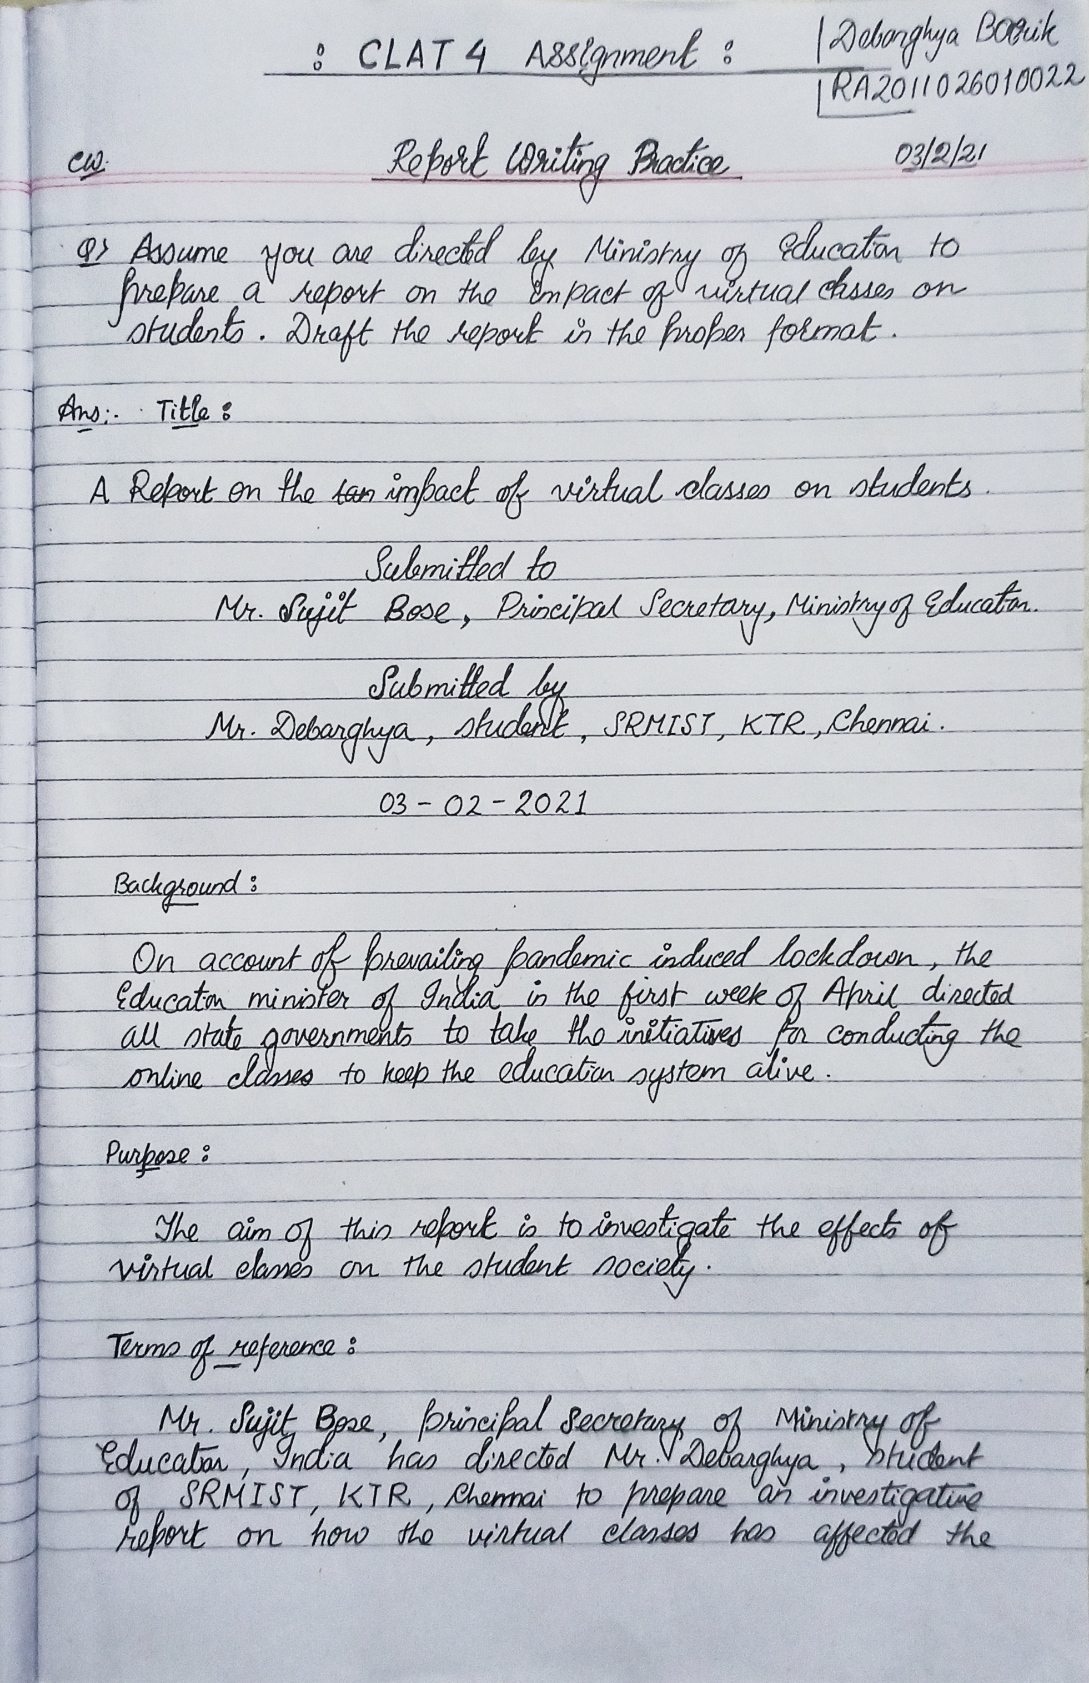 : CLAT 4 Assignment :
Debarghya
RA2011026010022
CW.
Report Writing Practice
03/2/21
Q> Assume you are directed by Ministry of Education to
prepare a report on the impact of virtual classes on
students. Draft the report in the proper format.
Ans:- Title :
A Report on the impact of virtual classes on students.
Submitted to
Mr. Sujit Bose, Principal Secretary, Ministry of Education.
Submitted by
Mr. Debarghya, student, SRMIST, KTR, Chennai.
03-02-2021
Background :
On account of prevailing pandemic induced lockdown, the
Education minister of India, in the first week of April directed
all state governments to take the initiatives for conducting the
online classes to keep the education system alive.
Purpose :
The aim of this report is to investigate the effects of
virtual classes on the student society.
Terms of reference :
Mr. Sujit Bose, principal secretary of Ministry of
Education, India has directed Mr. Debarghya, student
of SRMIST, KTR, Chennai to prepare an investigative
report on how the virtual classes has affected the